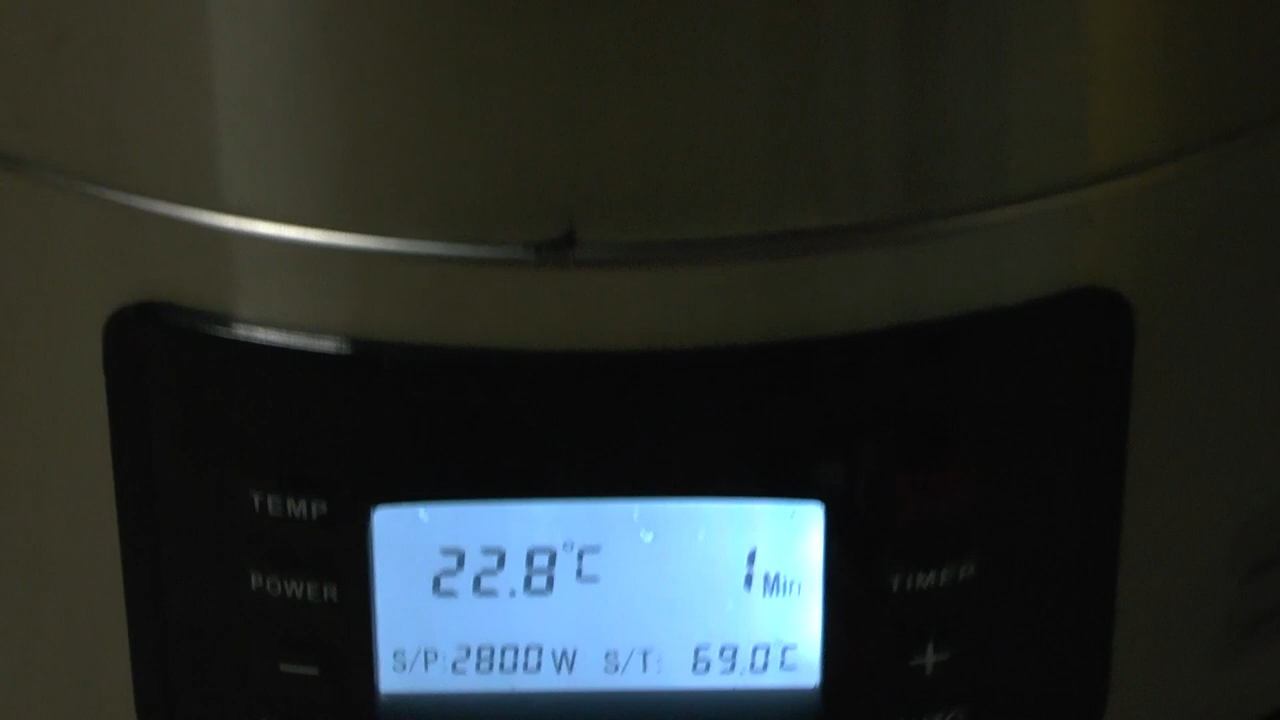 TEMP
22.8°C 1 Min
POWER
TIMER
S/P: 2800 W S/T: 69.0°C
— +